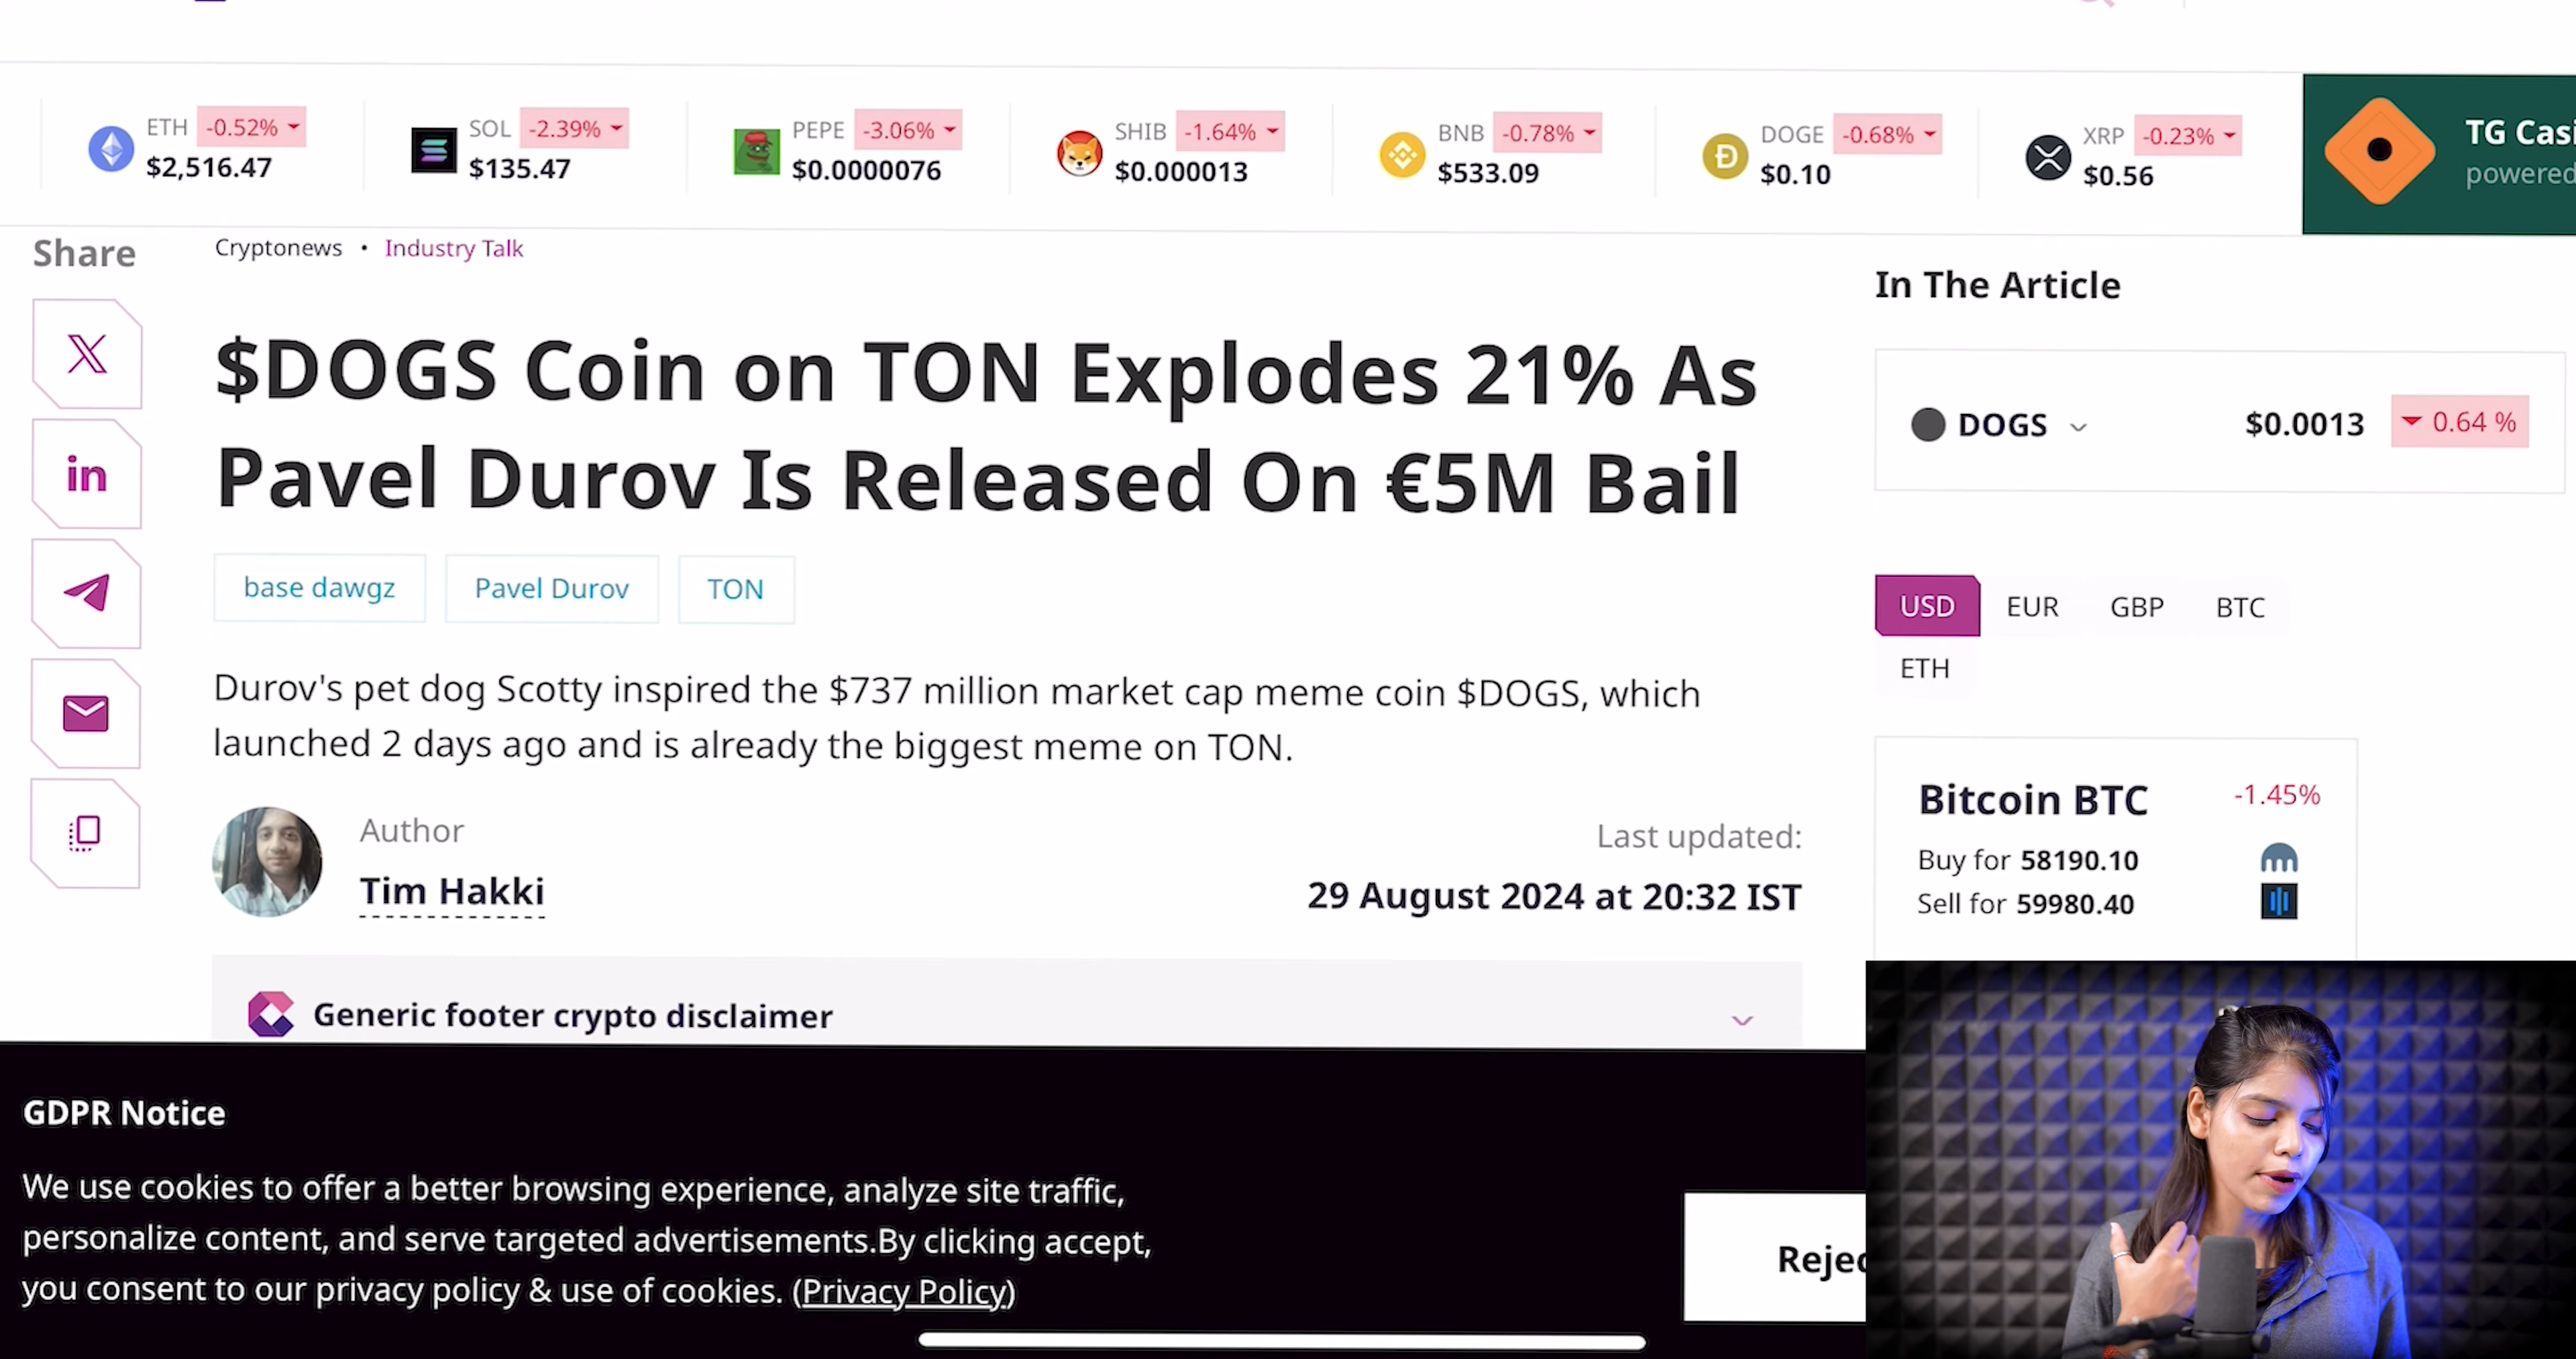 ETH -0.52%
$2,516.47
SOL -2.39%
$135.47
PEPE -3.06%
$0.0000076
SHIB -1.64%
$0.000013
BNB -0.78%
$533.09
DOGE -0.68%
$0.10
XRP -0.23%
$0.56
TG
powered
Share
Cryptonews • Industry Talk
$DOGS Coin on TON Explodes 21% As
Pavel Durov Is Released On €5M Bail
base dawgz
Pavel Durov
TON
Durov's pet dog Scotty inspired the $737 million market cap meme coin $DOGS, which
launched 2 days ago and is already the biggest meme on TON.
Author
Tim Hakki
Last updated:
29 August 2024 at 20:32 IST
Generic footer crypto disclaimer
In The Article
DOGS $0.0013 0.64 %
USD EUR GBP BTC
ETH
Bitcoin BTC -1.45%
Buy for 58190.10
Sell for 59980.40
GDPR Notice
We use cookies to offer a better browsing experience, analyze site traffic,
personalize content, and serve targeted advertisements.By clicking accept,
you consent to our privacy policy & use of cookies. (Privacy Policy)